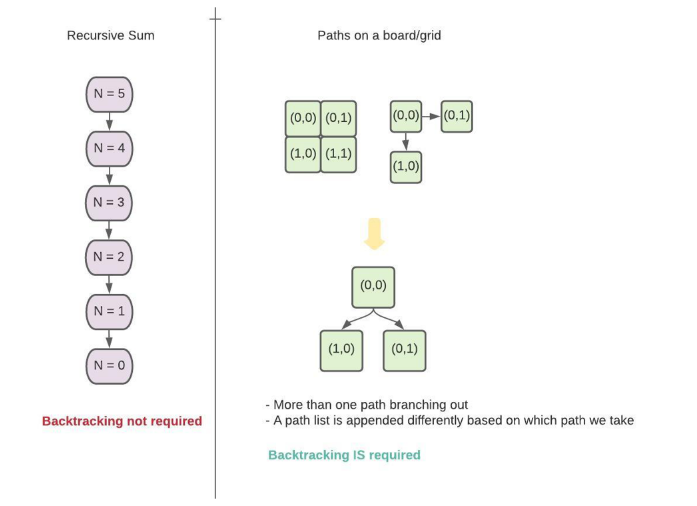 Recursive Sum
N = 5
N = 4
N = 3
N = 2
N = 1
N = 0
Backtracking not required
Paths on a board/grid
(0,0) (0,1)
(1,0) (1,1)
(0,0) (0,1)
(1,0)
(0,0)
(1,0) (0,1)
- More than one path branching out
- A path list is appended differently based on which path we take
Backtracking IS required